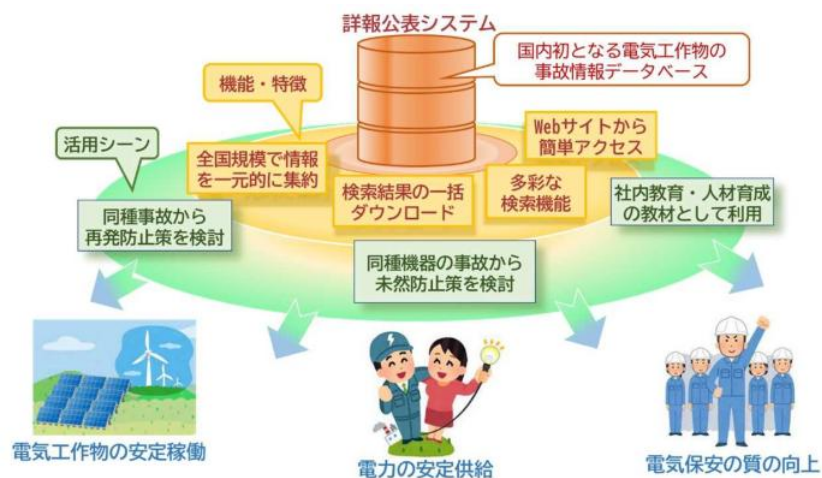 詳報公表システム
国内初となる電気工作物の
事故情報データベース
機能・特徴
Webサイトから
簡単アクセス
活用シーン
全国規模で情報
を一元的に集約
検索結果の一括
ダウンロード
多彩な
検索機能
社内教育・人材育成
の教材として利用
同種事故から
再発防止策を検討
同種機器の事故から
未然防止策を検討
電気工作物の安定稼働
電力の安定供給
電気保安の質の向上